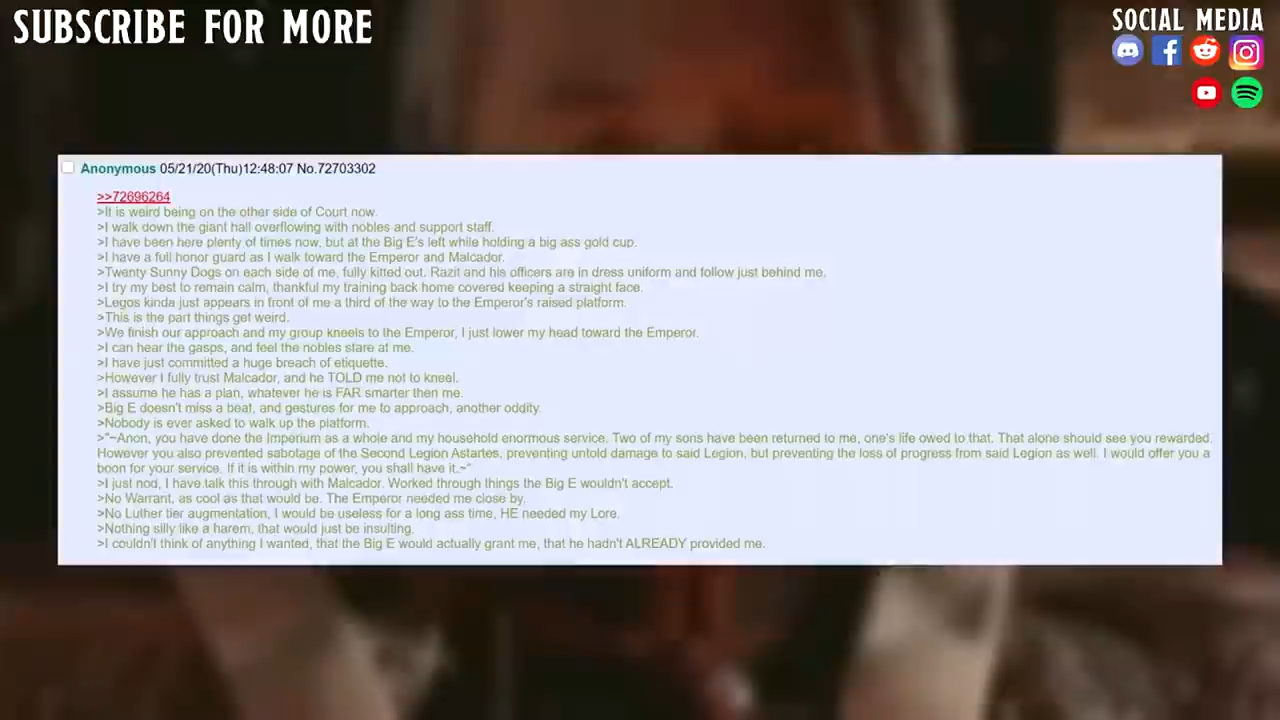 SUBSCRIBE FOR MORE
SOCIAL MEDIA
Anonymous 05/21/20(Thu)12:48:07 No.72703302
>>72696264
>It is weird being on the other side of Court now.
>I walk down the giant hall overflowing with nobles and support staff.
>I have been here plenty of times now, but at the Big E's left while holding a big ass gold cup.
>I have a full honor guard as I walk toward the Emperor and Malcador.
>Twenty Sunny Dogs on each side of me, fully kitted out. Razit and his officers are in dress uniform and follow just behind me.
>I try my best to remain calm, thankful my training back home covered keeping a straight face.
>Legos kinda just appears in front of me a third of the way to the Emperor's raised platform.
>This is the part things get weird.
>We finish our approach and my group kneels to the Emperor, I just lower my head toward the Emperor.
>I can hear the gasps, and feel the nobles stare at me.
>I have just committed a huge breach of etiquette.
>However I fully trust Malcador, and he TOLD me not to kneel.
>I assume he has a plan, whatever he is FAR smarter then me.
>Big E doesn't miss a beat, and gestures for me to approach, another oddity.
>Nobody is ever asked to walk up the platform.
>"~Anon, you have done the Imperium as a whole and my household enormous service. Two of my sons have been returned to me, one's life owed to that. That alone should see you rewarded.
However you also prevented sabotage of the Second Legion Astartes, preventing untold damage to said Legion, but preventing the loss of progress from said Legion as well. I would offer you a
boon for your service. If it is within my power, you shall have it.~"
>I just nod, I have talk this through with Malcador. Worked through things the Big E wouldn't accept.
>No Warrant, as cool as that would be. The Emperor needed me close by.
>No Luther tier augmentation, I would be useless for a long ass time, HE needed my Lore.
>Nothing silly like a harem, that would just be insulting.
>I couldn't think of anything I wanted, that the Big E would actually grant me, that he hadn't ALREADY provided me.